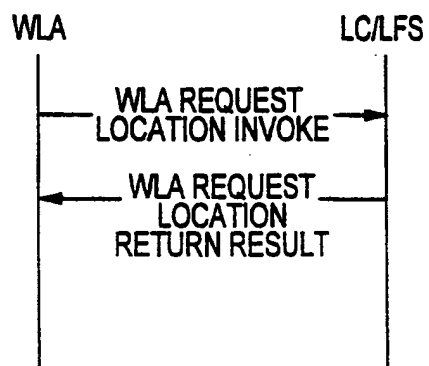 WLA
LC/LFS
WLA REQUEST
LOCATION INVOKE
WLA REQUEST
LOCATION
RETURN RESULT